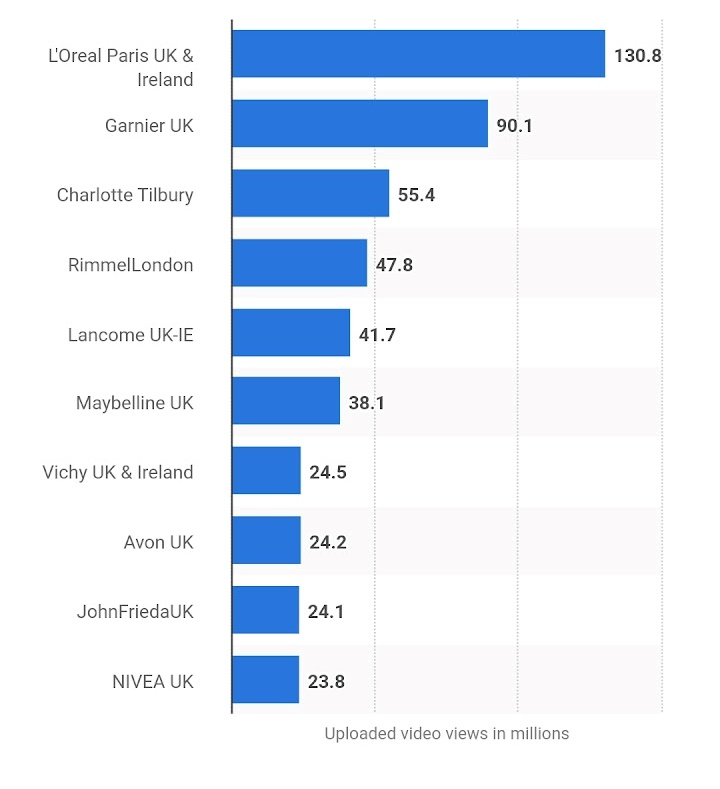 L'Oreal Paris UK &
Ireland
130.8
Garnier UK
90.1
Charlotte Tilbury
55.4
RimmelLondon
47.8
Lancome UK-IE
41.7
Maybelline UK
38.1
Vichy UK & Ireland
24.5
Avon UK
24.2
JohnFriedaUK
24.1
NIVEA UK
23.8
Uploaded video views in millions